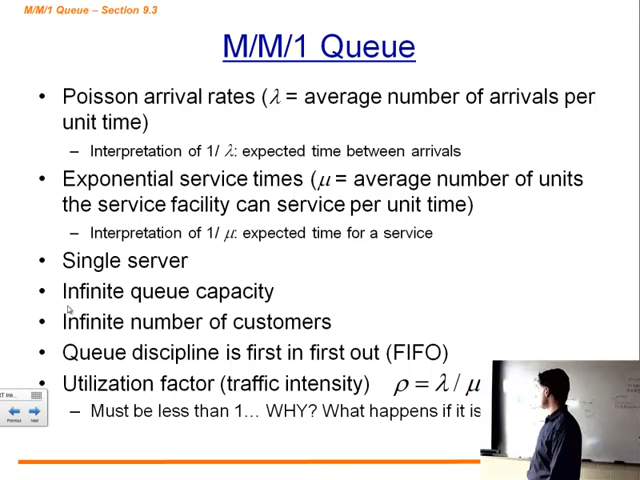 M/M/1 Queue – Section 9.3
M/M/1 Queue
• Poisson arrival rates (λ = average number of arrivals per
unit time)
– Interpretation of 1/ λ: expected time between arrivals
• Exponential service times (μ = average number of units
the service facility can service per unit time)
– Interpretation of 1/ μ: expected time for a service
• Single server
• Infinite queue capacity
• Infinite number of customers
• Queue discipline is first in first out (FIFO)
• Utilization factor (traffic intensity) ρ = λ / μ
– Must be less than 1… WHY? What happens if it is
Previous Next